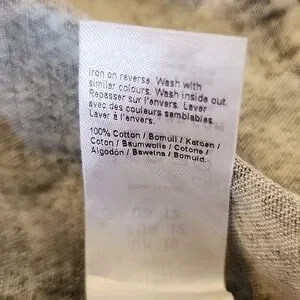 Iron on reverse. Wash with
similar colours. Wash inside out.
Repasser sur l'envers. Laver
avec des couleurs semblables.
Laver à l'envers.
100% Cotton / Bomull / Katoen /
Coton / Baumwolle / Cotone /
Algodón / Bawełna / Bomuld.